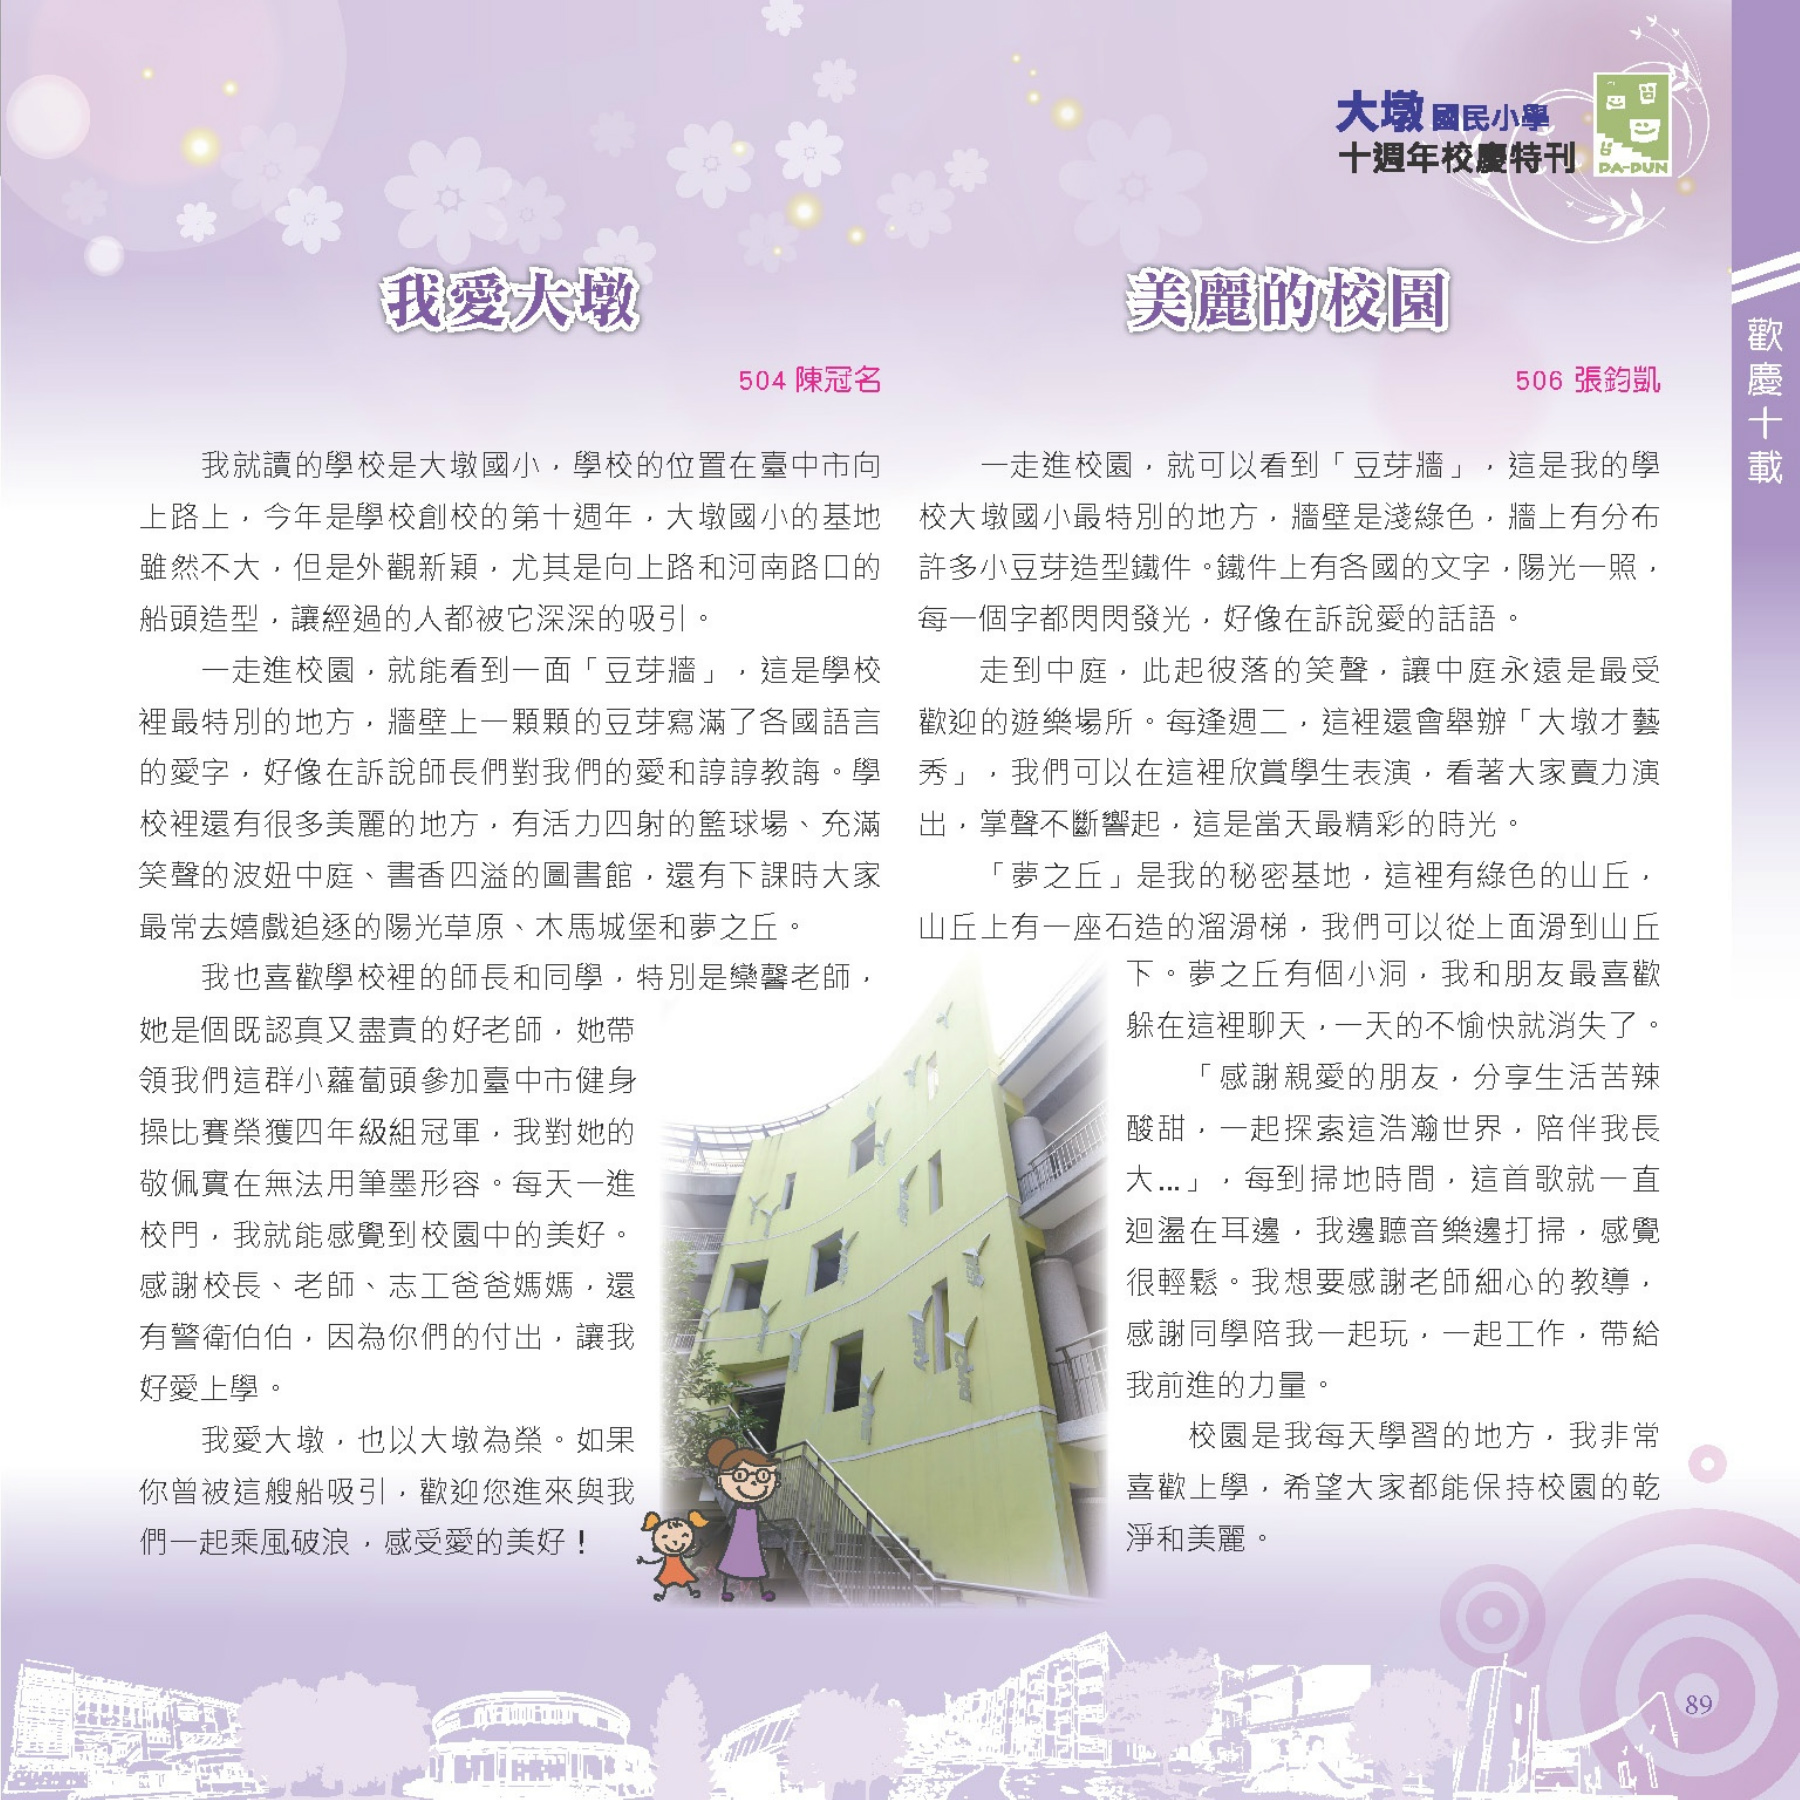 大墩國民小學
十週年校慶特刊
DA-DUN
歡慶十載
我愛大墩
504 陳冠名
我就讀的學校是大墩國小，學校的位置在臺中市向
上路上，今年是學校創校的第十週年，大墩國小的基地
雖然不大，但是外觀新穎，尤其是向上路和河南路口的
船頭造型，讓經過的人都被它深深的吸引。
一走進校園，就能看到一面「豆芽牆」，這是學校
裡最特別的地方，牆壁上一顆顆的豆芽寫滿了各國語言
的愛字，好像在訴說師長們對我們的愛和諄諄教誨。學
校裡還有很多美麗的地方，有活力四射的籃球場、充滿
笑聲的波妞中庭、書香四溢的圖書館，還有下課時大家
最常去嬉戲追逐的陽光草原、木馬城堡和夢之丘。
我也喜歡學校裡的師長和同學，特別是欒馨老師，
她是個既認真又盡責的好老師，她帶
領我們這群小蘿蔔頭參加臺中市健身
操比賽榮獲四年級組冠軍，我對她的
敬佩實在無法用筆墨形容。每天一進
校門，我就能感覺到校園中的美好。
感謝校長、老師、志工爸爸媽媽，還
有警衛伯伯，因為你們的付出，讓我
好愛上學。
我愛大墩，也以大墩為榮。如果
你曾被這艘船吸引，歡迎您進來與我
們一起乘風破浪，感受愛的美好！
美麗的校園
506 張鈞凱
一走進校園，就可以看到「豆芽牆」，這是我的學
校大墩國小最特別的地方，牆壁是淺綠色，牆上有分布
許多小豆芽造型鐵件。鐵件上有各國的文字，陽光一照，
每一個字都閃閃發光，好像在訴說愛的話語。
走到中庭，此起彼落的笑聲，讓中庭永遠是最受
歡迎的遊樂場所。每逢週二，這裡還會舉辦「大墩才藝
秀」，我們可以在這裡欣賞學生表演，看著大家賣力演
出，掌聲不斷響起，這是當天最精彩的時光。
「夢之丘」是我的秘密基地，這裡有綠色的山丘，
山丘上有一座石造的溜滑梯，我們可以從上面滑到山丘
下。夢之丘有個小洞，我和朋友最喜歡
躲在這裡聊天，一天的不愉快就消失了。
「感謝親愛的朋友，分享生活苦辣
酸甜，一起探索這浩瀚世界，陪伴我長
大...」，每到掃地時間，這首歌就一直
迴盪在耳邊，我邊聽音樂邊打掃，感覺
很輕鬆。我想要感謝老師細心的教導，
感謝同學陪我一起玩，一起工作，帶給
我前進的力量。
校園是我每天學習的地方，我非常
喜歡上學，希望大家都能保持校園的乾
淨和美麗。
89